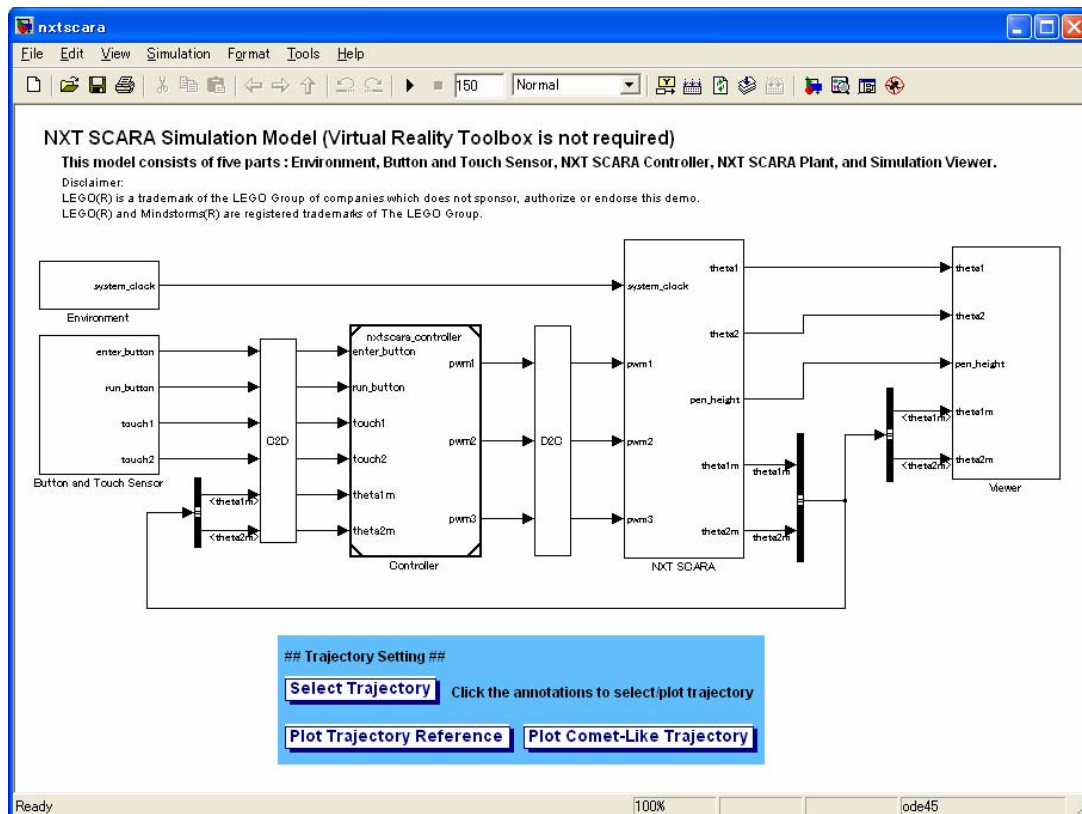 nxtscara
File Edit View Simulation Format Tools Help
150 Normal
NXT SCARA Simulation Model (Virtual Reality Toolbox is not required)
This model consists of five parts : Environment, Button and Touch Sensor, NXT SCARA Controller, NXT SCARA Plant, and Simulation Viewer.
Disclaimer:
LEGO(R) is a trademark of the LEGO Group of companies which does not sponsor, authorize or endorse this demo.
LEGO(R) and Mindstorms(R) are registered trademarks of The LEGO Group.
system_clock
Environment
enter_button
run_button
touch1
touch2
Button and Touch Sensor
<theta1m>
<theta2m>
C2D
nxtscara_controller
enter_button
run_button
touch1
touch2
theta1m
theta2m
pwm1
pwm2
pwm3
Controller
D2C
system_clock
pwm1
pwm2
pwm3
theta1
theta2
pen_height
theta1m
theta2m
NXT SCARA
theta1m
theta2m
<theta1m>
<theta2m>
theta1
theta2
pen_height
theta1m
theta2m
Viewer
## Trajectory Setting ##
Select Trajectory Click the annotations to select/plot trajectory
Plot Trajectory Reference Plot Comet-Like Trajectory
Ready 100% ode45